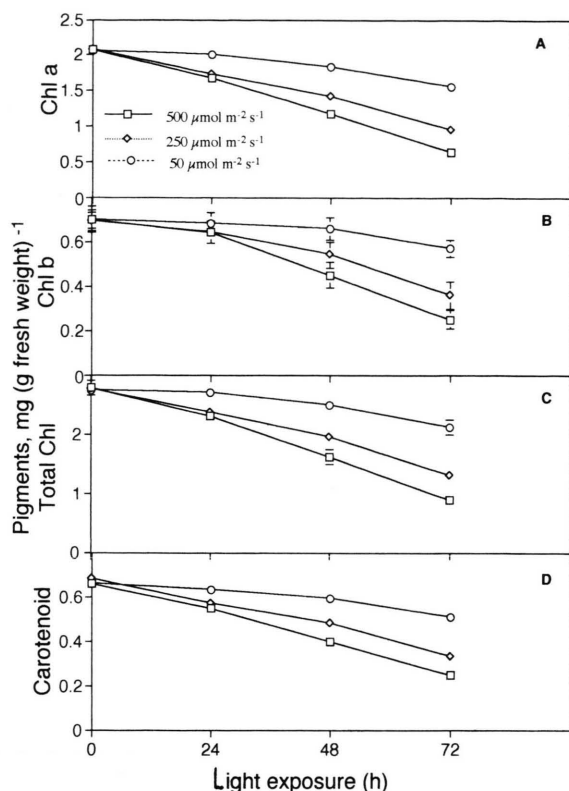 2.5
A
2
Chl a
1.5
1
0.5
500 μmol m⁻² s⁻¹
250 μmol m⁻² s⁻¹
50 μmol m⁻² s⁻¹
0
B
0.6
Chl b
0.4
0.2
Pigments, mg (g fresh weight) ⁻¹
0
C
2
Total Chl
1
0
D
0.6
Carotenoid
0.4
0.2
0
0 24 48 72
Light exposure (h)